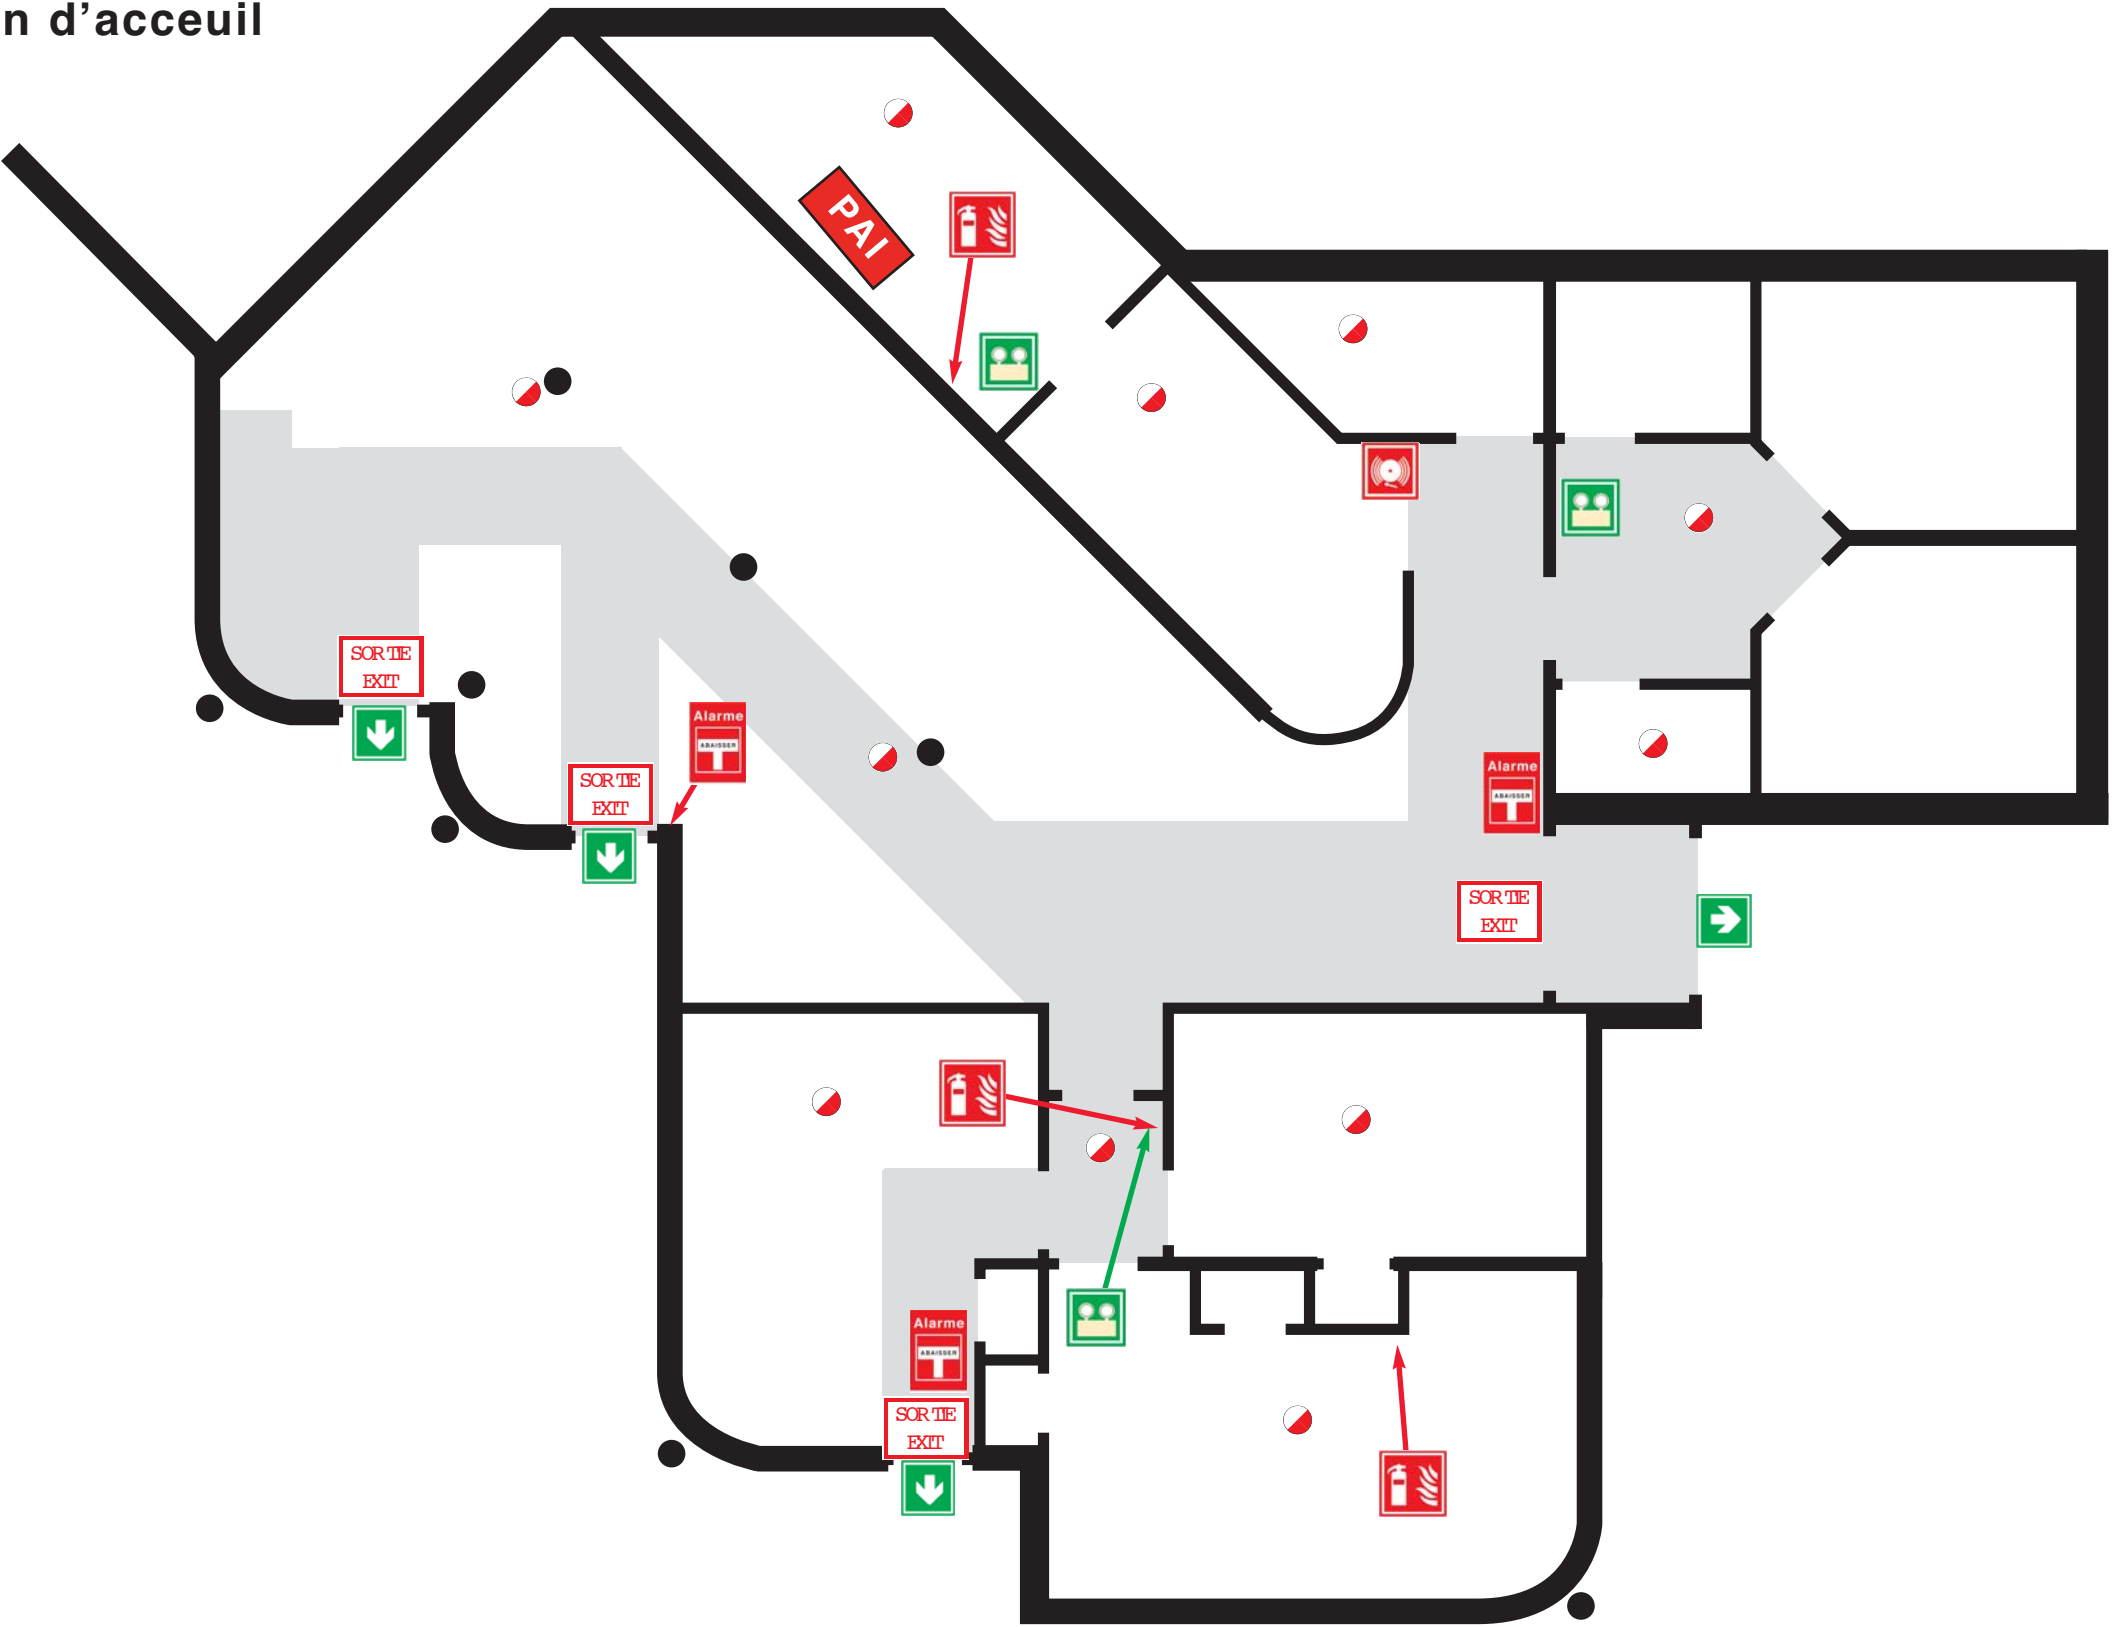 n d’acceuil
PAI
SORTIE
EXIT
Alarme
ABAISSER
SORTIE
EXIT
Alarme
ABAISSER
SORTIE
EXIT
Alarme
ABAISSER
SORTIE
EXIT